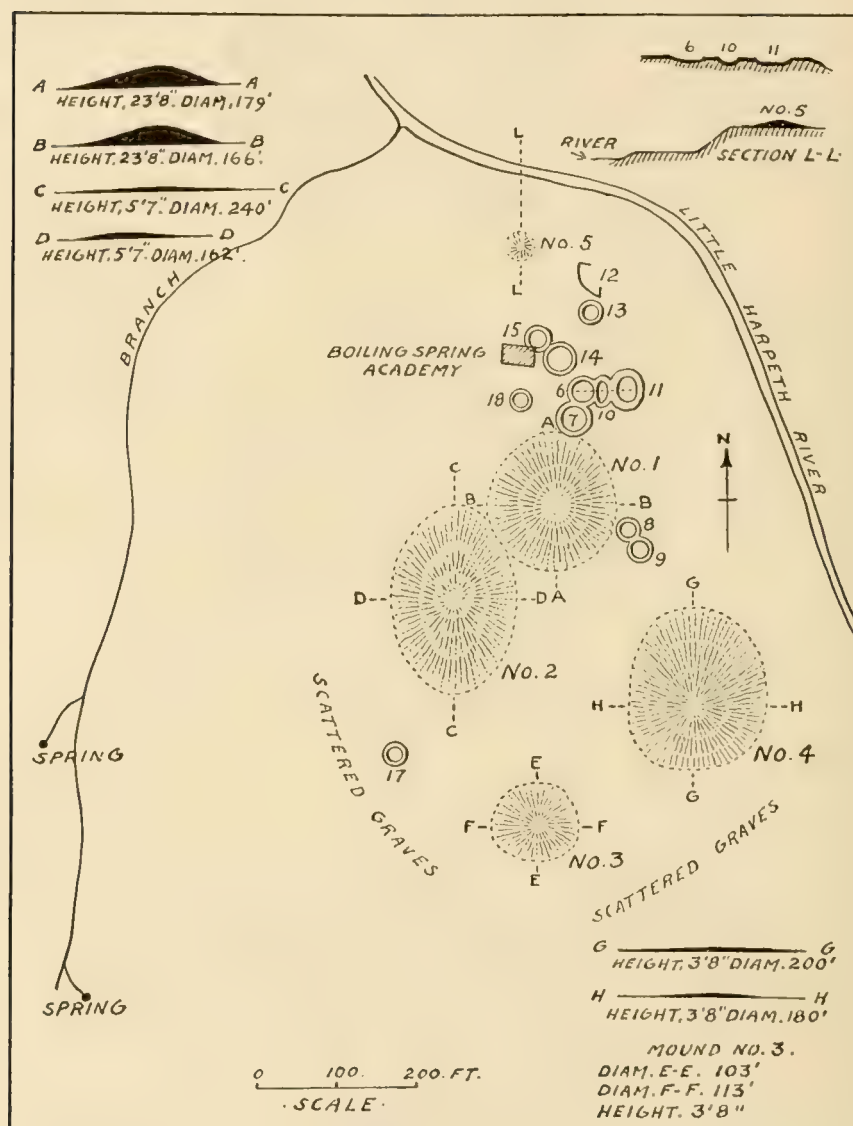 A A
HEIGHT, 23'8". DIAM, 179'
B B
HEIGHT, 23'8". DIAM. 166'.
C C
HEIGHT, 5'7". DIAM. 240'
D D
HEIGHT, 5'7". DIAM. 162'.
6 10 11
NO. 5
RIVER
SECTION L-L.
BRANCH
L
L
No. 5
LITTLE HARPETH RIVER
12
13
15
14
BOILING SPRING
ACADEMY
18
6
10
11
7
A
No. 1
C
B B
8
9
N
D D A
No. 2
C
G
H H
No. 4
G
SCATTERED GRAVES
17
E
F F
No. 3
E
SCATTERED GRAVES
SPRING
SPRING
G G
HEIGHT, 3'8" DIAM. 200'
H H
HEIGHT, 3'8" DIAM. 180'
MOUND NO. 3.
DIAM. E-E. 103'
DIAM. F-F. 113'
HEIGHT. 3'8"
0 100. 200. FT.
. SCALE .